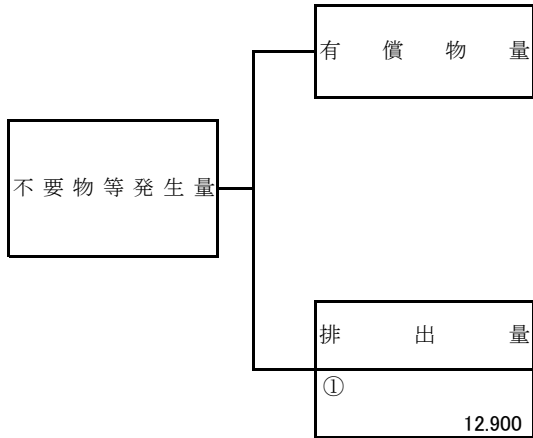 有償物量
不要物等発生量
排出量
①
12.900